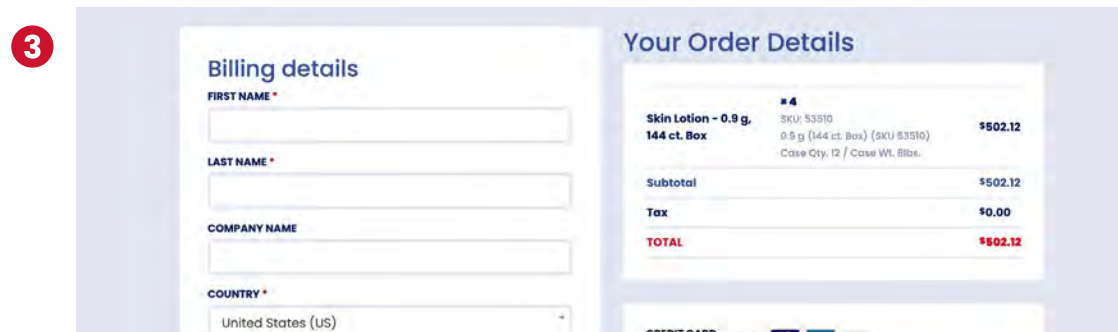 3
Billing details
FIRST NAME *
LAST NAME *
COMPANY NAME
COUNTRY *
United States (US)
Your Order Details
Skin Lotion - 0.9 g,
144 ct. Box
× 4
SKU: 53510
0.9 g (144 ct. Box) (SKU 53510)
Case Qty. 12 / Case Wt. 8lbs.
$502.12
Subtotal $502.12
Tax $0.00
TOTAL $502.12
CREDIT CARD